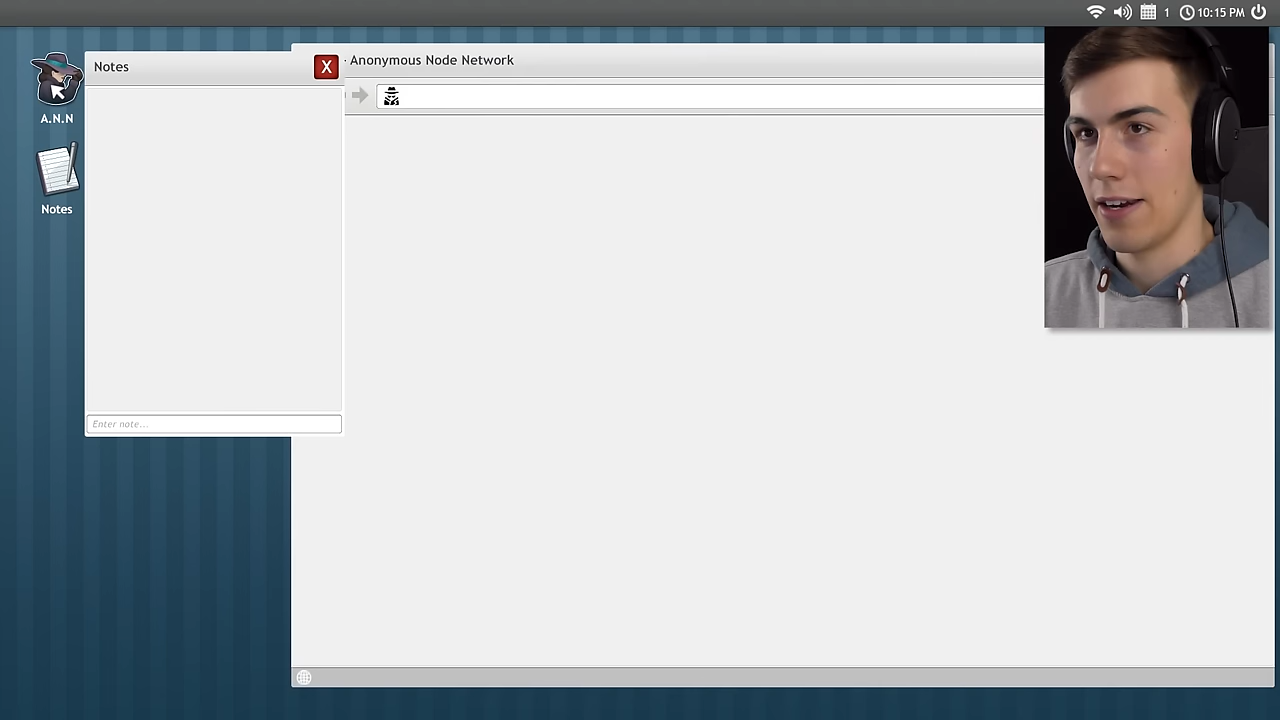 1
10:15 PM
Notes
X
Anonymous Node Network
A.N.N
Notes
Enter note...